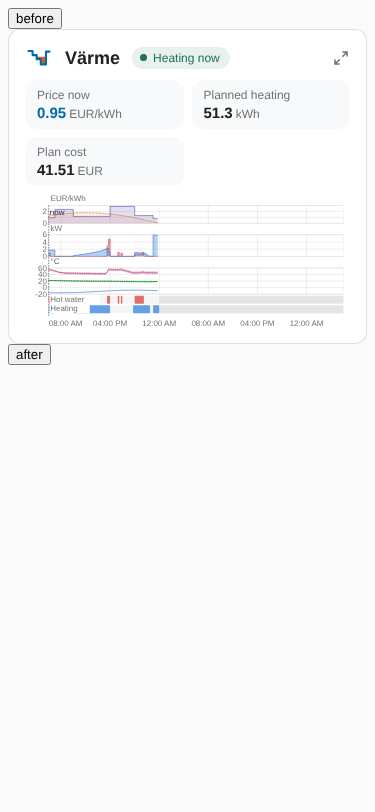 before
Värme
Heating now
Price now
0.95 EUR/kWh
Planned heating
51.3 kWh
Plan cost
41.51 EUR
EUR/kWh
2
now
0
kW
6
4
2
0
°C
60
40
20
0
-20
Hot water
Heating
08:00 AM 04:00 PM 12:00 AM 08:00 AM 04:00 PM 12:00 AM
after